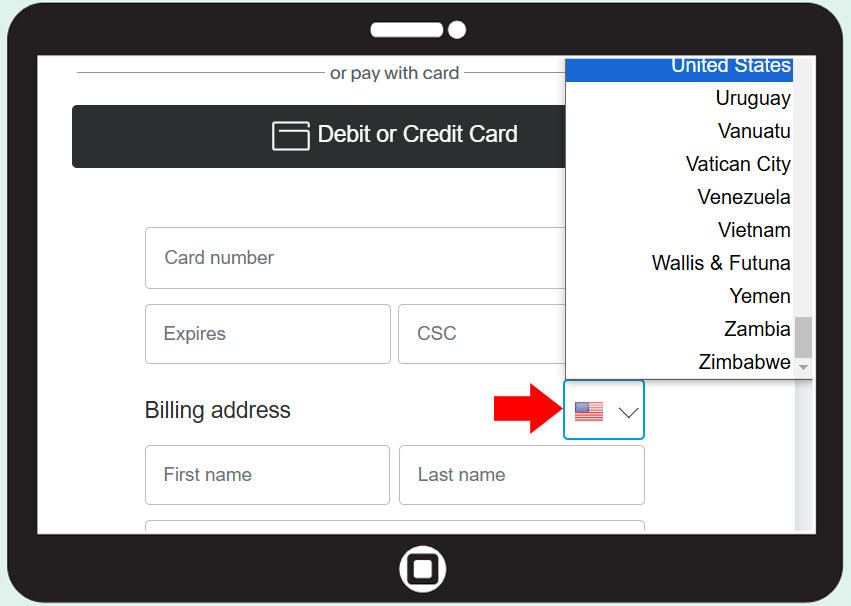 or pay with card
Debit or Credit Card
Card number
Expires
CSC
Billing address
First name
Last name
United States
Uruguay
Vanuatu
Vatican City
Venezuela
Vietnam
Wallis & Futuna
Yemen
Zambia
Zimbabwe